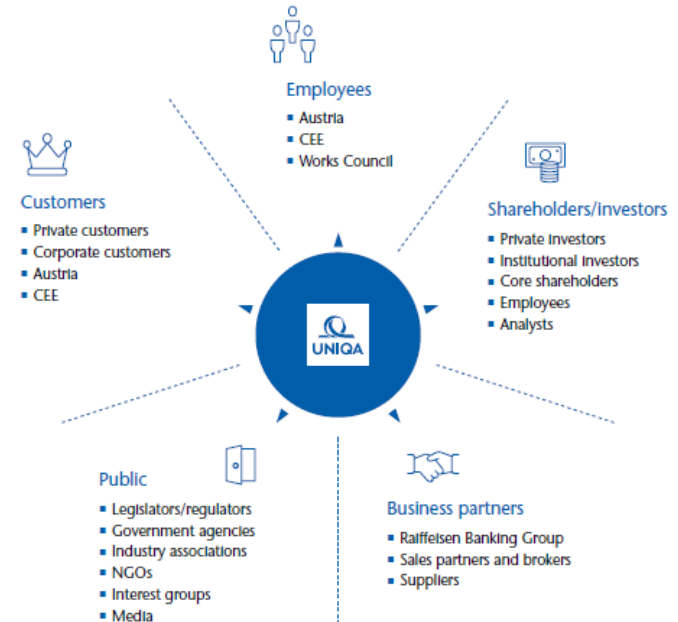 Employees
▪ Austria
▪ CEE
▪ Works Council
Customers
▪ Private customers
▪ Corporate customers
▪ Austria
▪ CEE
Shareholders/investors
▪ Private investors
▪ Institutional investors
▪ Core shareholders
▪ Employees
▪ Analysts
UNIQA
Public
▪ Legislators/regulators
▪ Government agencies
▪ Industry associations
▪ NGOs
▪ Interest groups
▪ Media
Business partners
▪ Raiffeisen Banking Group
▪ Sales partners and brokers
▪ Suppliers